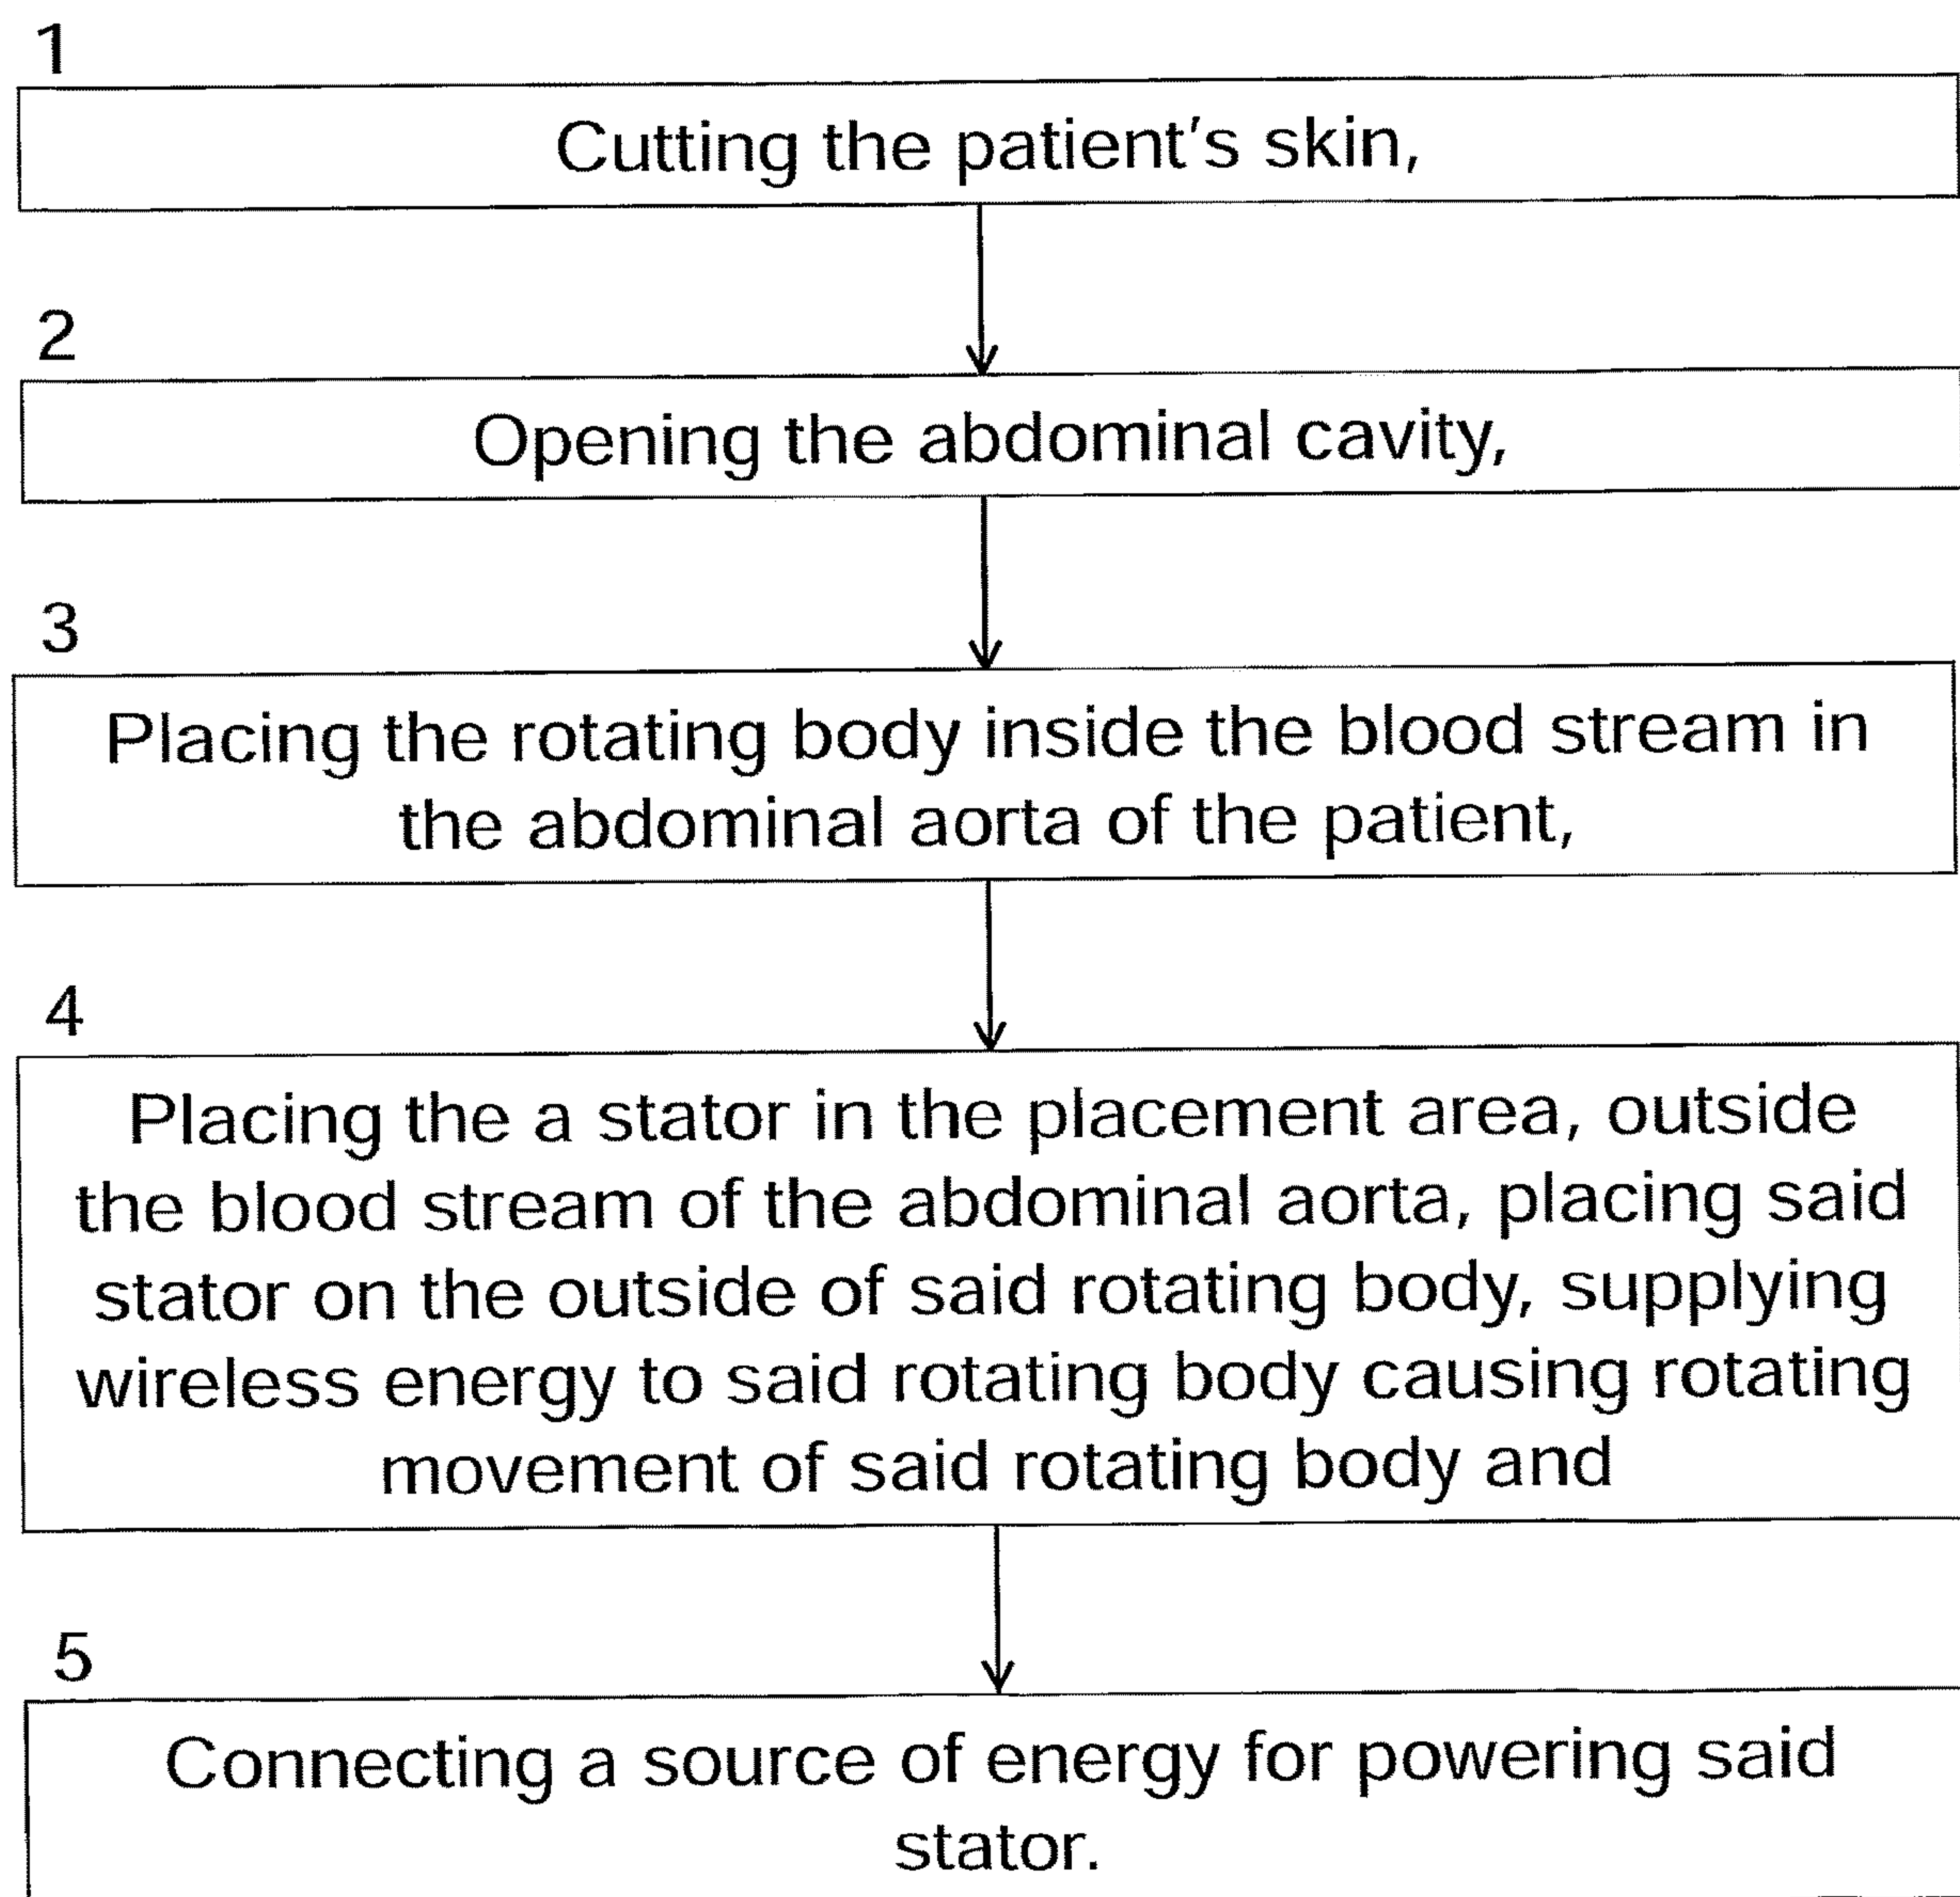 1
Cutting the patient's skin,
2
Opening the abdominal cavity,
3
Placing the rotating body inside the blood stream in
the abdominal aorta of the patient,
4
Placing the a stator in the placement area, outside
the blood stream of the abdominal aorta, placing said
stator on the outside of said rotating body, supplying
wireless energy to said rotating body causing rotating
movement of said rotating body and
5
Connecting a source of energy for powering said
stator.